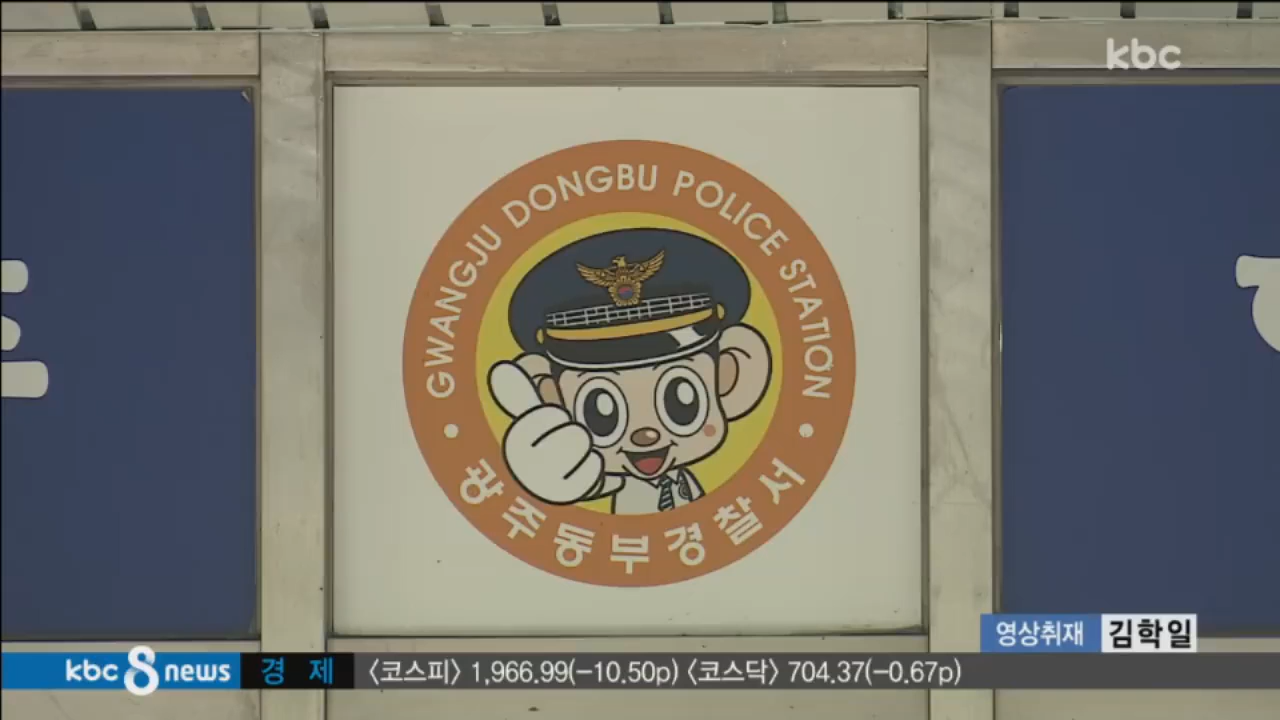 kbc
GWANGJU DONGBU POLICE STATION
광주동부경찰서
영상취재 김학일
kbc 8 news 경 제 〈코스피〉 1,966.99(-10.50p) 〈코스닥〉 704.37(-0.67p)